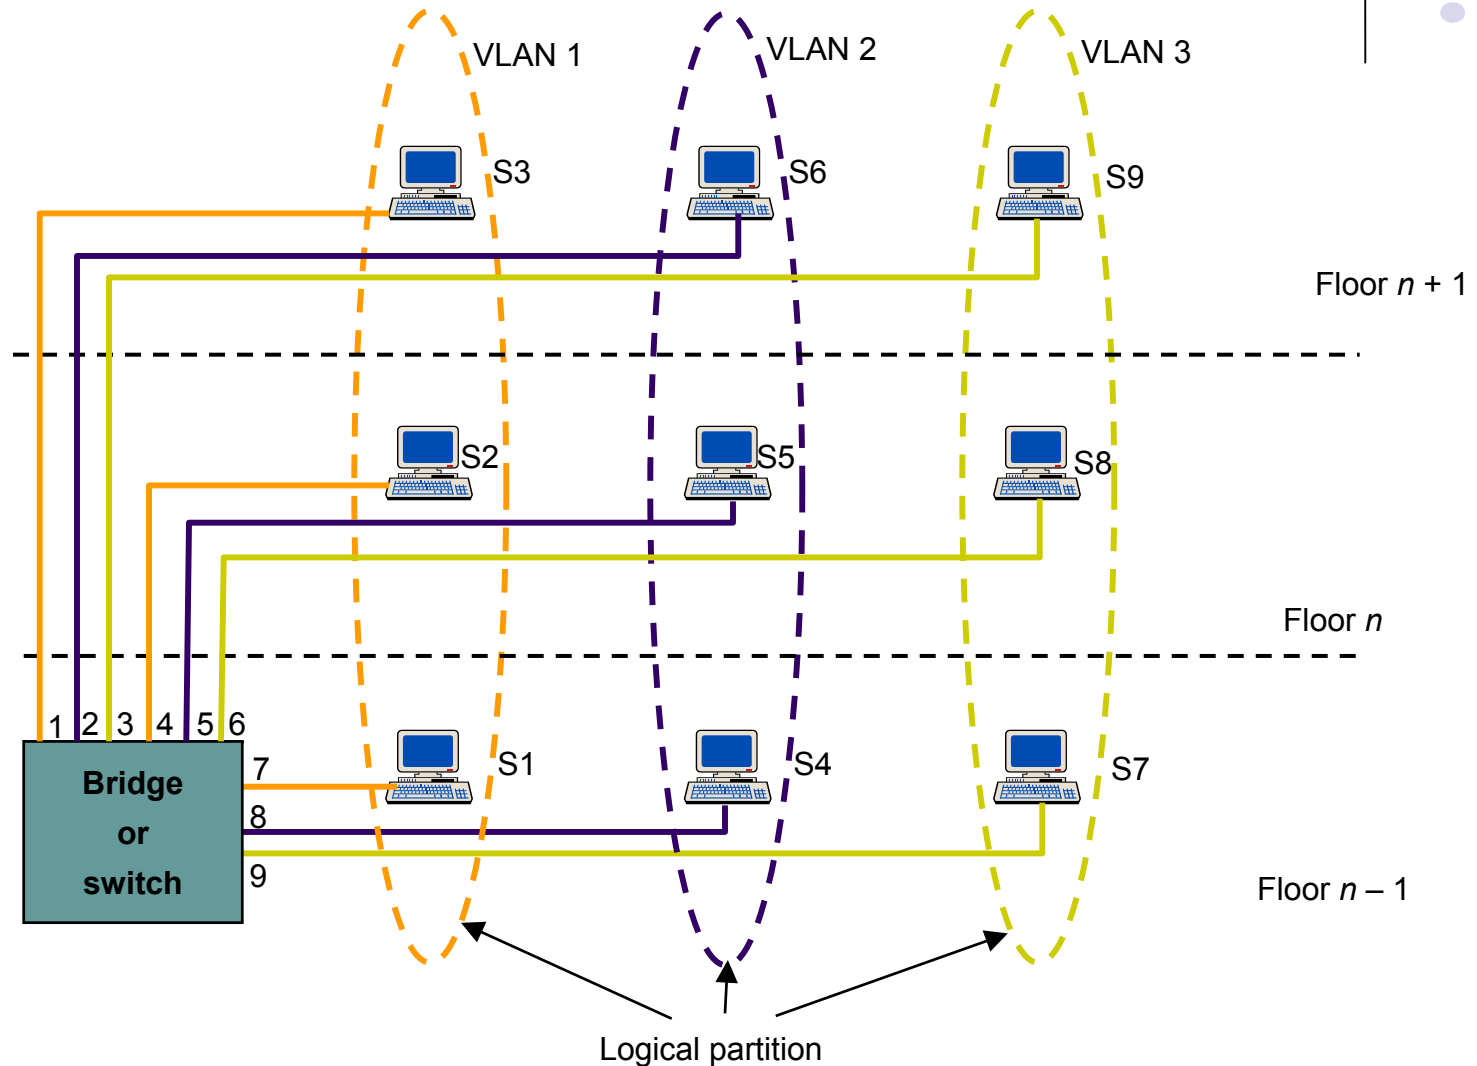 VLAN 1
VLAN 2
VLAN 3
S3
S6
S9
Floor n + 1
S2
S5
S8
Floor n
1 2 3 4 5 6
Bridge
or
switch
7
8
9
S1
S4
S7
Floor n – 1
Logical partition